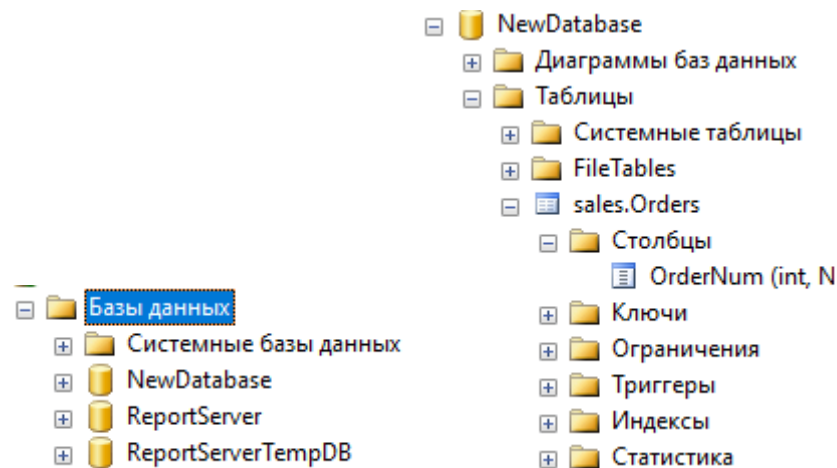 NewDatabase
Диаграммы баз данных
Таблицы
Системные таблицы
FileTables
sales.Orders
Столбцы
OrderNum (int, N
Ключи
Ограничения
Триггеры
Индексы
Статистика
Базы данных
Системные базы данных
NewDatabase
ReportServer
ReportServerTempDB